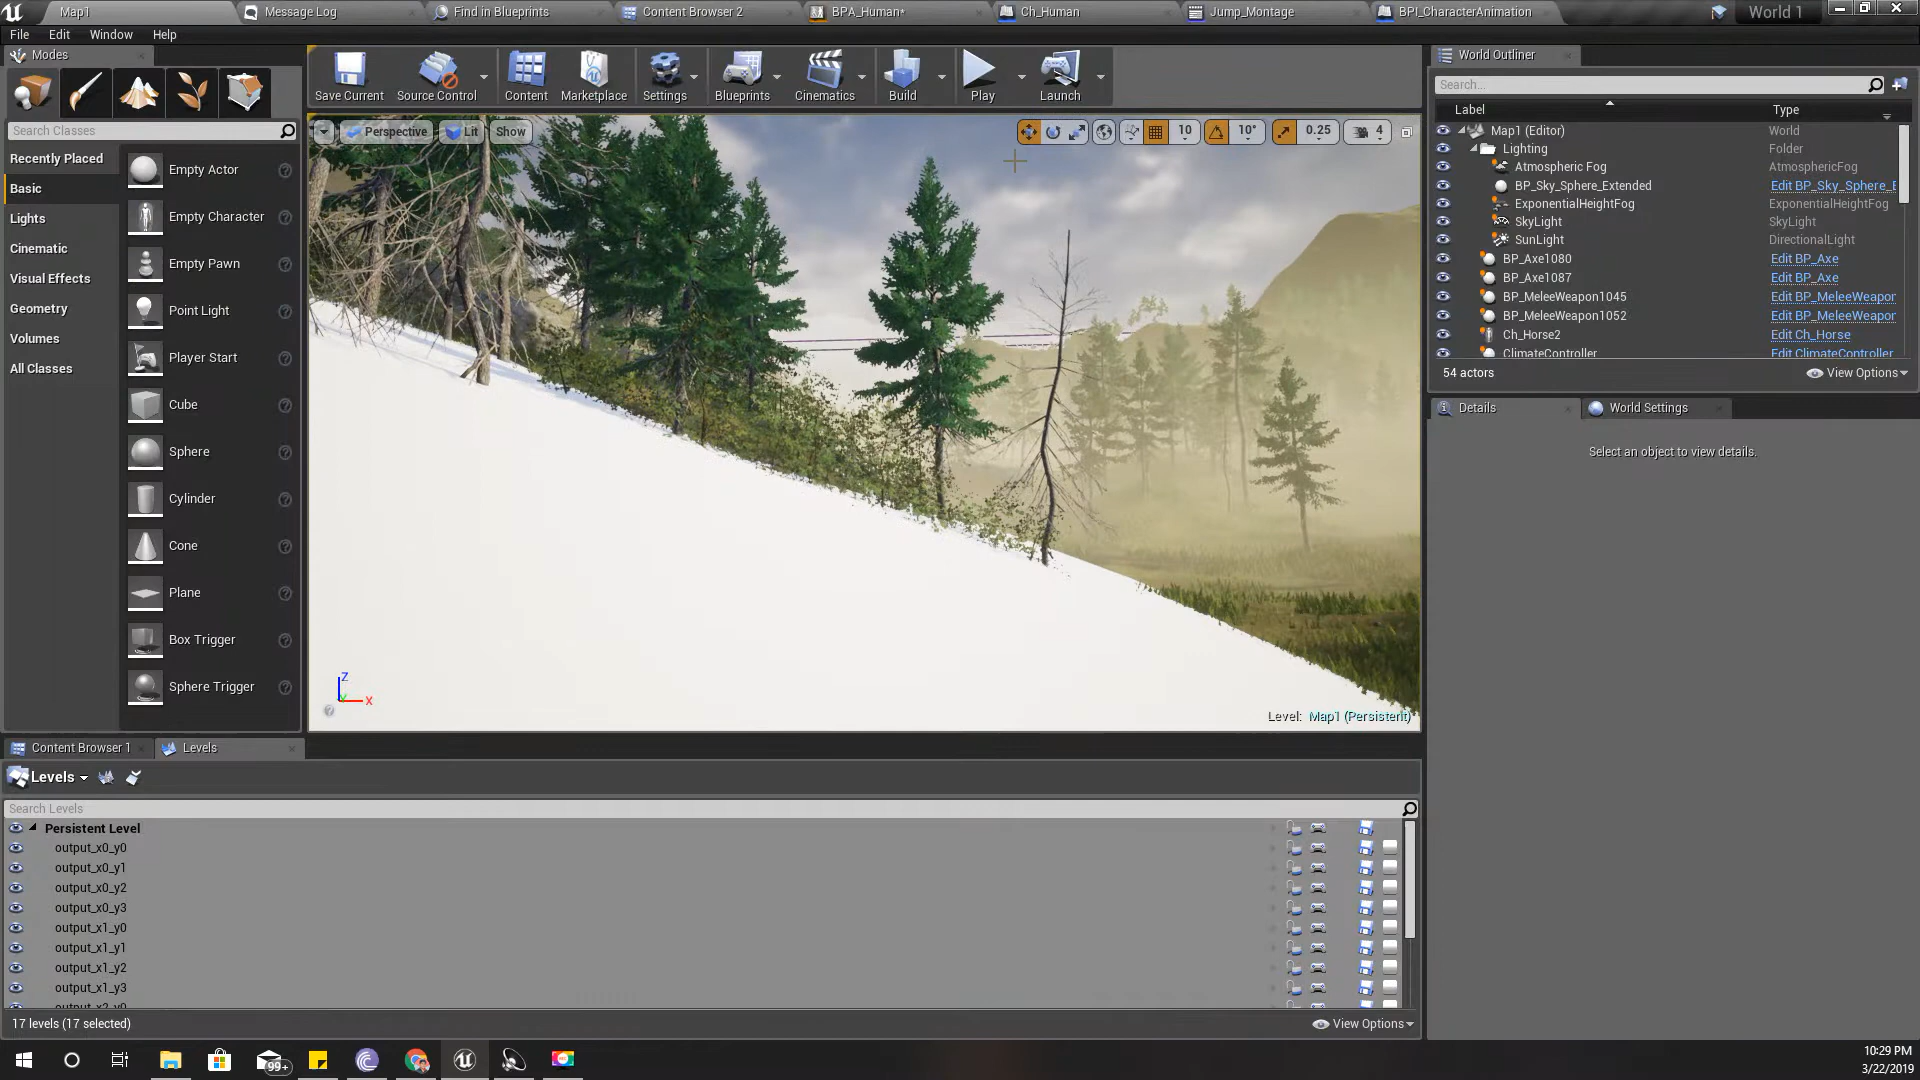 Map1
Message Log
Find in Blueprints
Content Browser 2
BPA_Human*
Ch_Human
Jump_Montage
BPI_CharacterAnimation
World 1
File Edit Window Help
Modes
Save Current
Source Control
Content
Marketplace
Settings
Blueprints
Cinematics
Build
Play
Launch
Search Classes
Recently Placed
Basic
Lights
Cinematic
Visual Effects
Geometry
Volumes
All Classes
Empty Actor
Empty Character
Empty Pawn
Point Light
Player Start
Cube
Sphere
Cylinder
Cone
Plane
Box Trigger
Sphere Trigger
Perspective Lit Show
10 10° 0.25 4
Z
X
Level: Map1 (Persistent)
World Outliner
Search...
Label Type
Map1 (Editor) World
Lighting Folder
Atmospheric Fog AtmosphericFog
BP_Sky_Sphere_Extended Edit BP_Sky_Sphere_E
ExponentialHeightFog ExponentialHeightFog
SkyLight SkyLight
SunLight DirectionalLight
BP_Axe1080 Edit BP_Axe
BP_Axe1087 Edit BP_Axe
BP_MeleeWeapon1045 Edit BP_MeleeWeapon
BP_MeleeWeapon1052 Edit BP_MeleeWeapon
Ch_Horse2 Edit Ch_Horse
ClimateController Edit ClimateController
54 actors View Options
Details World Settings
Select an object to view details.
Content Browser 1 Levels
Levels
Search Levels
Persistent Level
output_x0_y0
output_x0_y1
output_x0_y2
output_x0_y3
output_x1_y0
output_x1_y1
output_x1_y2
output_x1_y3
output_x2_y0
17 levels (17 selected) View Options
99+
10:29 PM
3/22/2019